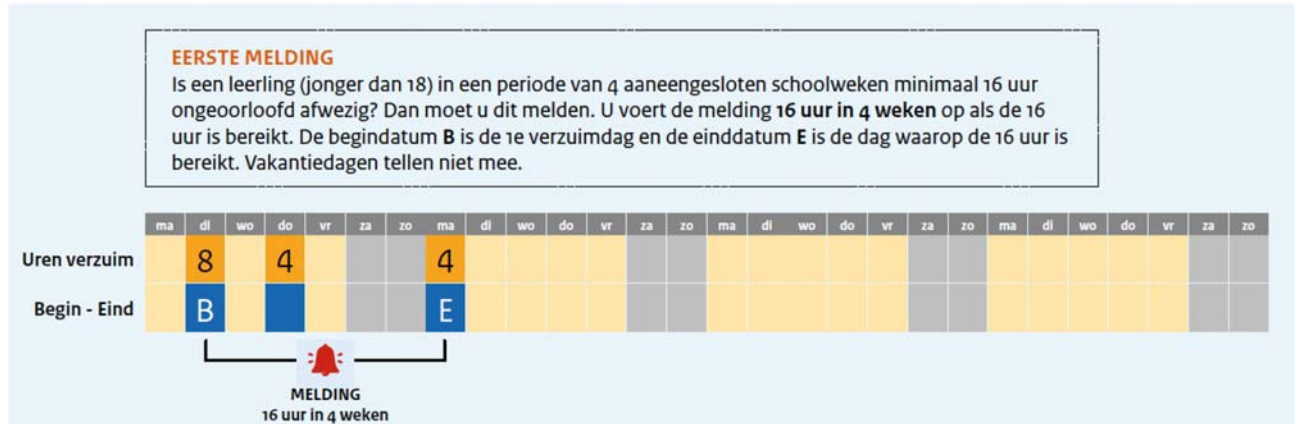 EERSTE MELDING
Is een leerling (jonger dan 18) in een periode van 4 aaneengesloten schoolweken minimaal 16 uur
ongeoorloofd afwezig? Dan moet u dit melden. U voert de melding 16 uur in 4 weken op als de 16
uur is bereikt. De begindatum B is de 1e verzuimdag en de einddatum E is de dag waarop de 16 uur is
bereikt. Vakantiedagen tellen niet mee.
ma di wo do vr za zo ma di wo do vr za zo ma di wo do vr za zo ma di wo do vr za zo
Uren verzuim 8 4 4
Begin - Eind B E
MELDING
16 uur in 4 weken